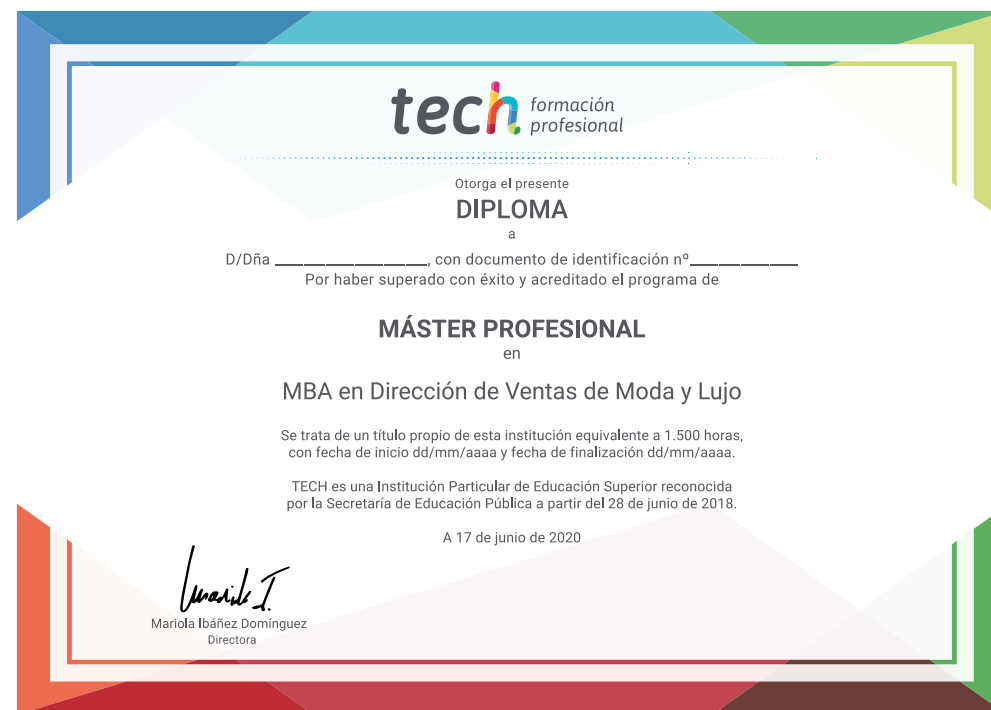 tech formación
profesional
Otorga el presente
DIPLOMA
a
D/Dña ______________, con documento de identificación nº__________
Por haber superado con éxito y acreditado el programa de
MÁSTER PROFESIONAL
en
MBA en Dirección de Ventas de Moda y Lujo
Se trata de un título propio de esta institución equivalente a 1.500 horas,
con fecha de inicio dd/mm/aaaa y fecha de finalización dd/mm/aaaa.
TECH es una Institución Particular de Educación Superior reconocida
por la Secretaría de Educación Pública a partir del 28 de junio de 2018.
A 17 de junio de 2020
Mariola Ibáñez Domínguez
Directora